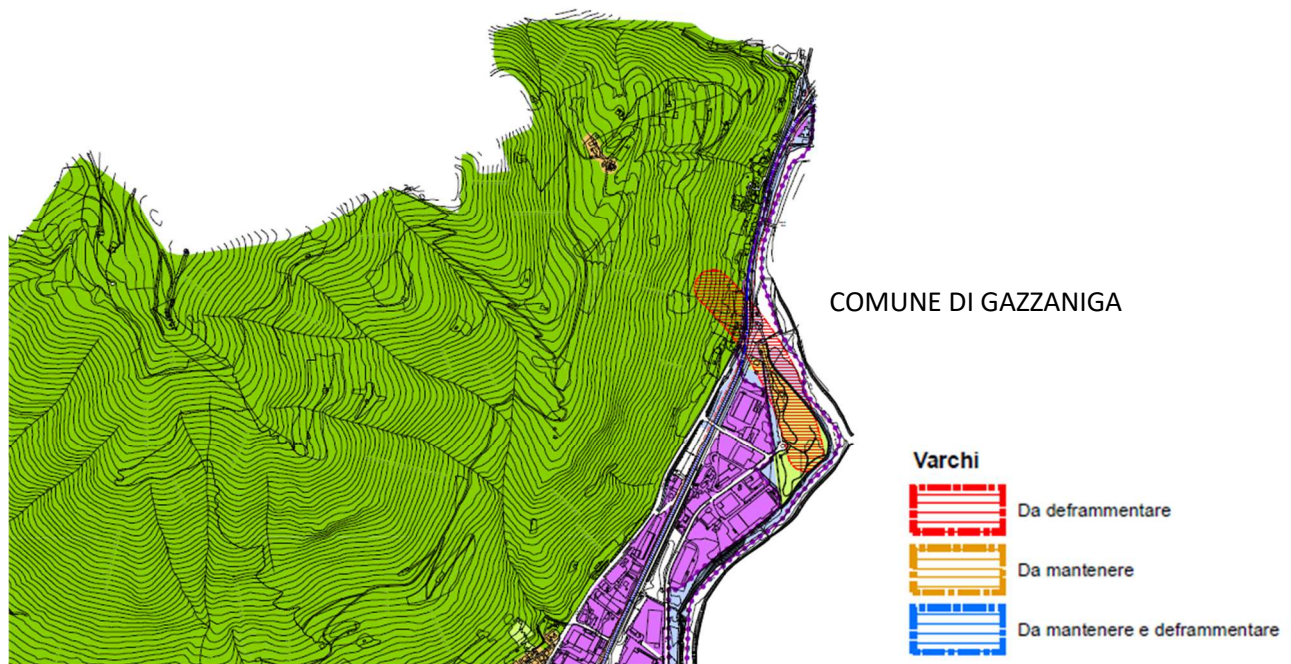 COMUNE DI GAZZANIGA
Varchi
Da deframmentare
Da mantenere
Da mantenere e deframmentare